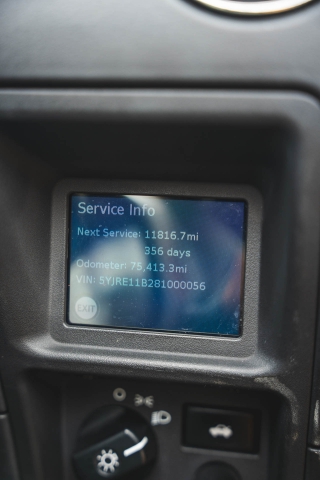 Service Info
Next Service: 11816.7mi
356 days
Odometer: 75,413.3mi
VIN: 5YJRE11B281000056
EXIT